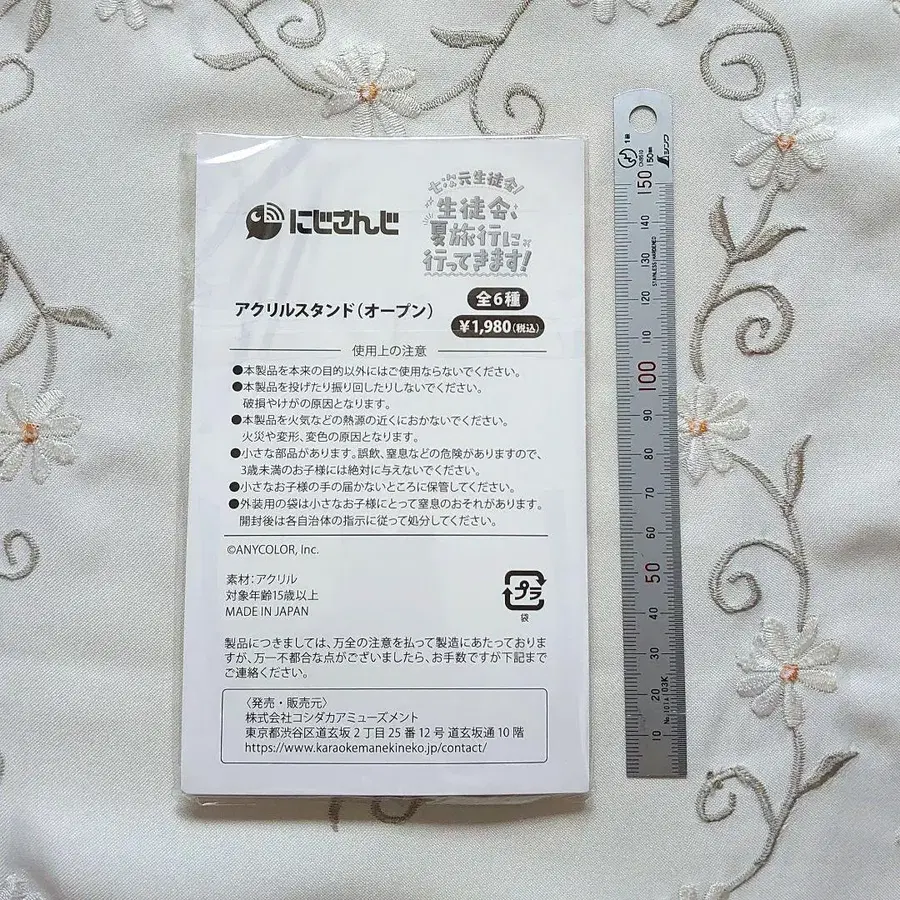 にじさんじ
七次元生徒会!
生徒会、
夏旅行に
行ってきます!
アクリルスタンド(オープン)
全6種
¥1,980(税込)
使用上の注意
●本製品を本来の目的以外にはご使用ならないでください。
●本製品を投げたり振り回したりしないでください。
破損やけがの原因となります。
●本製品を火気などの熱源の近くにおかないでください。
火災や変形、変色の原因となります。
●小さな部品があります。誤飲、窒息などの危険がありますので、
3歳未満のお子様には絶対に与えないでください。
●小さなお子様の手の届かないところに保管してください。
●外装用の袋は小さなお子様にとって窒息のおそれがあります。
開封後は各自治体の指示に従って処分してください。
©ANYCOLOR, Inc.
素材:アクリル
対象年齢15歳以上
MADE IN JAPAN
プラ
袋
製品につきましては、万全の注意を払って製造にあたっておりま
すが、万一不都合な点がございましたら、お手数ですが下記まで
ご連絡ください。
〈発売・販売元〉
株式会社コシダカアミューズメント
東京都渋谷区道玄坂2丁目25番12号 道玄坂通10階
https://www.karaokemanekineko.jp/contact/
1級
150mm
シンワ
150
140
130
STAINLESS HARDENED
120
110
100
90
80
70
60
50
40
30
20
10